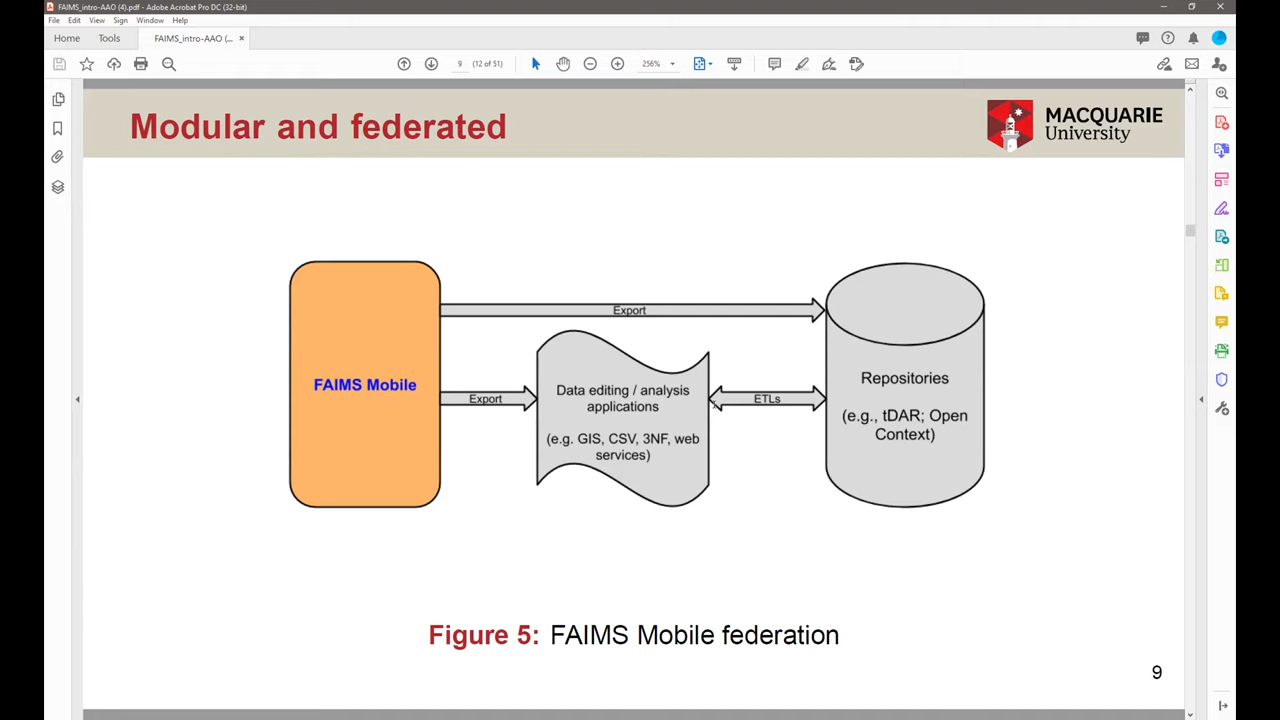 FAIMS_intro-AAO (4).pdf - Adobe Acrobat Pro DC (32-bit)
File Edit View Sign Window Help
Home Tools FAIMS_intro-AAO (... ×
9 (12 of 51) 256%
Modular and federated
MACQUARIE
University
Export
FAIMS Mobile
Export
Data editing / analysis
applications
(e.g. GIS, CSV, 3NF, web
services)
ETLs
Repositories
(e.g., tDAR; Open
Context)
Figure 5: FAIMS Mobile federation
9